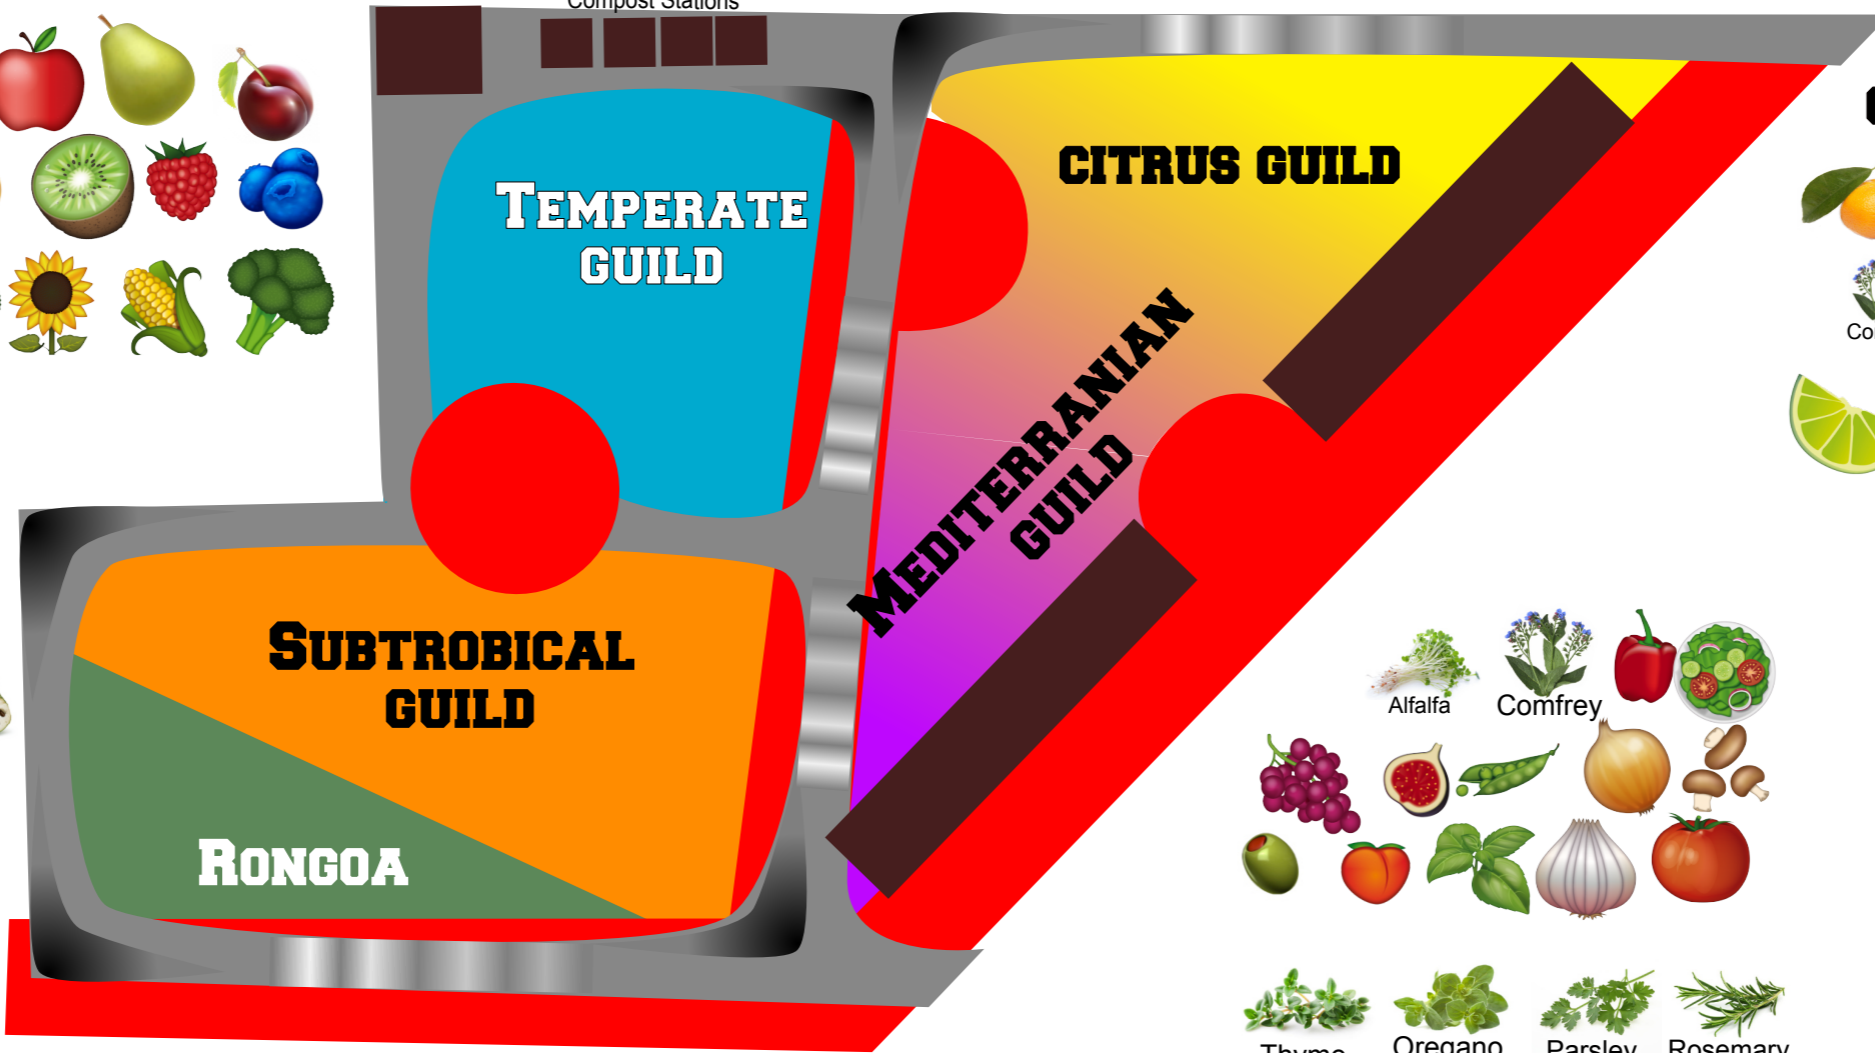 Compost Stations
TEMPERATE
GUILD
CITRUS GUILD
MEDITERRANIAN
GUILD
SUBTROBICAL
GUILD
RONGOA
Alfalfa
Comfrey
Thyme
Oregano
Parsley
Rosemary